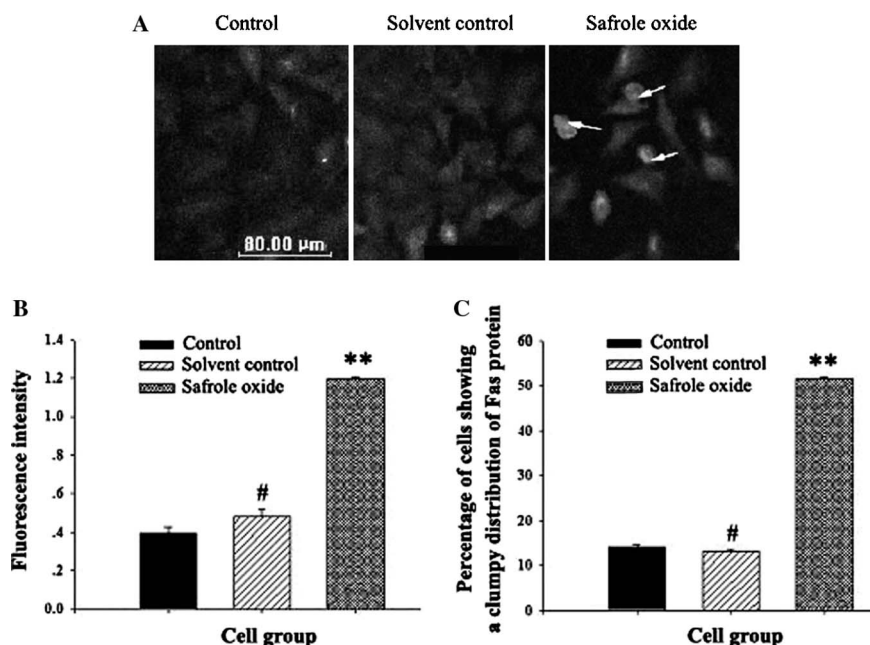 A
Control
Solvent control
Safrole oxide
80.00 µm
B
Fluorescence intensity
1.4
1.2
1.0
.8
.6
.4
.2
0.0
Control
Solvent control
Safrole oxide
#
**
Cell group
C
Percentage of cells showing
a clumpy distribution of Fas protein
60
50
40
30
20
10
0
Control
Solvent control
Safrole oxide
#
**
Cell group